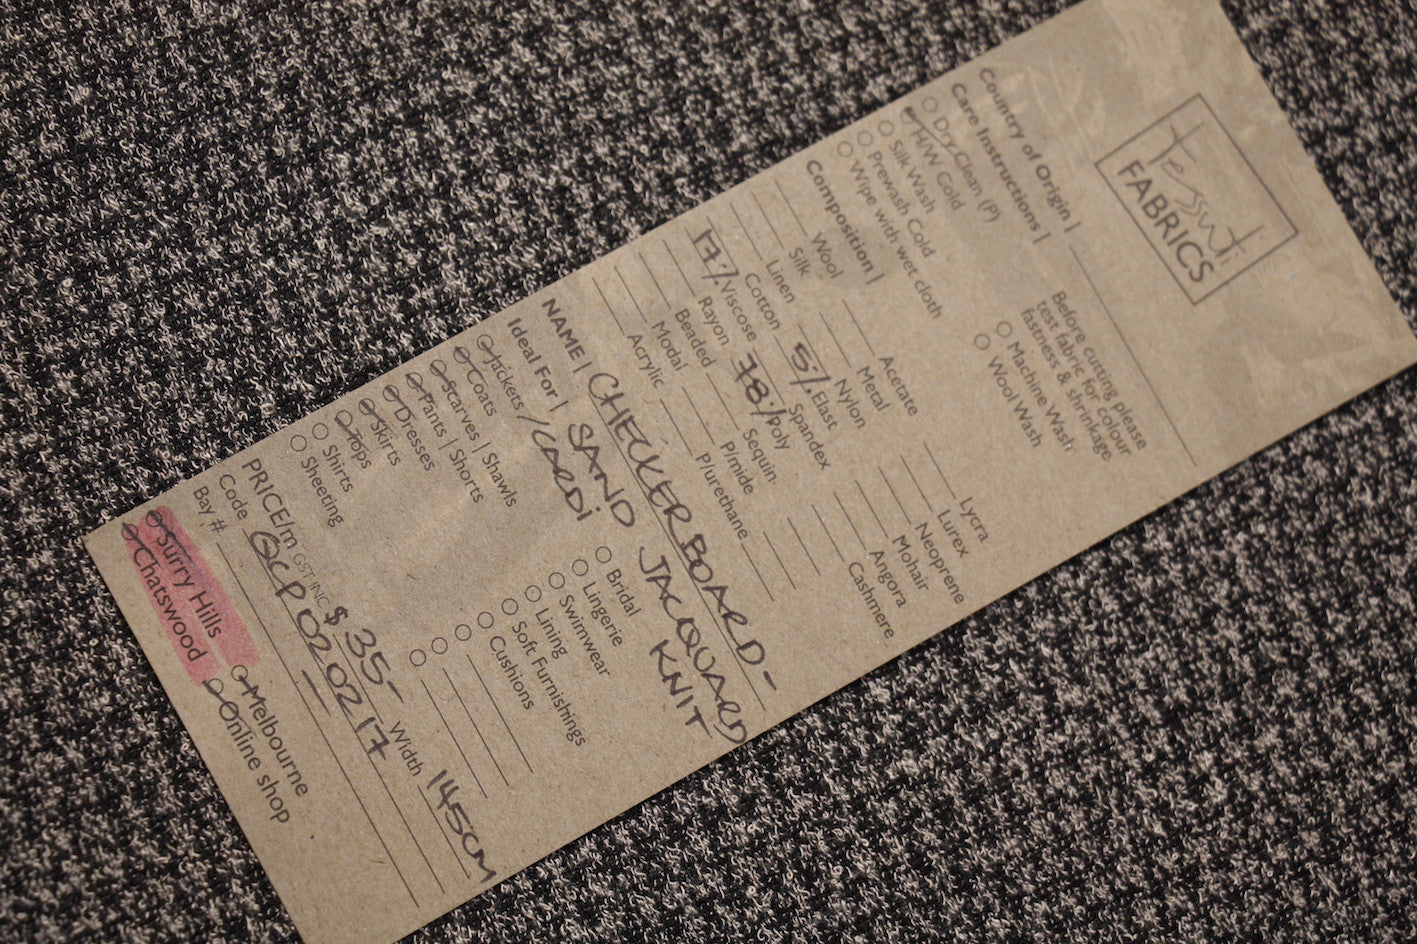 tessuti
FABRICS
Country of Origin |
Care Instructions |
Dry Clean (P)
H/W Cold
Silk Wash
Prewash Cold
Wipe with wet cloth
Before cutting please
test fabric for colour
fastness & shrinkage.
Machine Wash
Wool Wash
Composition |
Wool
Silk
Linen
Cotton
17% Viscose
Rayon
Beaded
Modal
Acrylic
Acetate
Metal
Nylon
5% Elast
Spandex
78% Poly
Sequin
P/mide
P/urethane
Lycra
Lurex
Neoprene
Mohair
Angora
Cashmere
NAME | CHECKERBOARD -
SAND JACQUARD
KNIT
Ideal For |
Jackets /CARDI
Coats
Scarves | Shawls
Pants | Shorts
Dresses
Skirts
Tops
Shirts
Sheeting
Bridal
Lingerie
Swimwear
Lining
Soft Furnishings
Cushions
PRICE/m GST INC $35- Width 145CM
Code QCP020217
Bay #
Surry Hills
Chatswood
Melbourne
Online shop